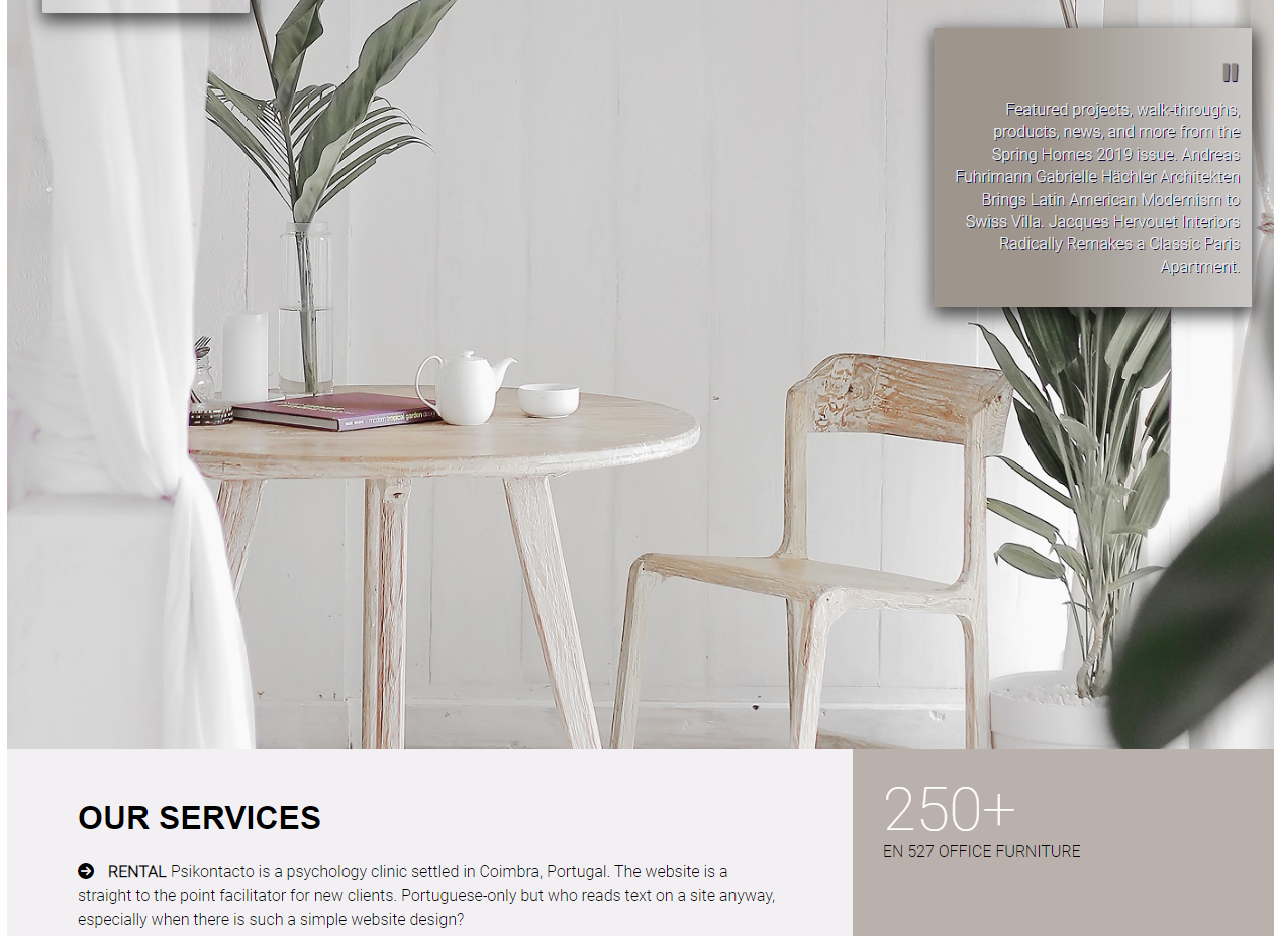 "
Featured projects, walk-throughs,
products, news, and more from the
Spring Homes 2019 issue. Andreas
Fuhrimann Gabrielle Hächler Architekten
Brings Latin American Modernism to
Swiss Villa. Jacques Hervouet Interiors
Radically Remakes a Classic Paris
Apartment.
tropical garden
OUR SERVICES
RENTAL Psikontacto is a psychology clinic settled in Coimbra, Portugal. The website is a
straight to the point facilitator for new clients. Portuguese-only but who reads text on a site anyway,
especially when there is such a simple website design?
250+
EN 527 OFFICE FURNITURE